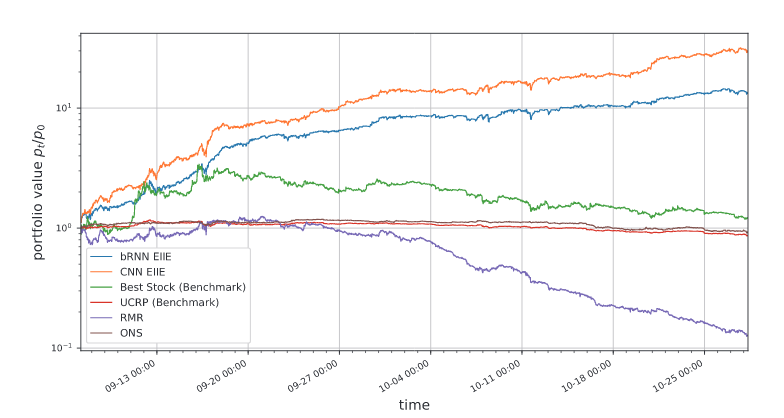 portfolio value pt/p0
10¹
10⁰
10⁻¹
bRNN EIIE
CNN EIIE
Best Stock (Benchmark)
UCRP (Benchmark)
RMR
ONS
09-13 00:00
09-20 00:00
09-27 00:00
10-04 00:00
10-11 00:00
10-18 00:00
10-25 00:00
time